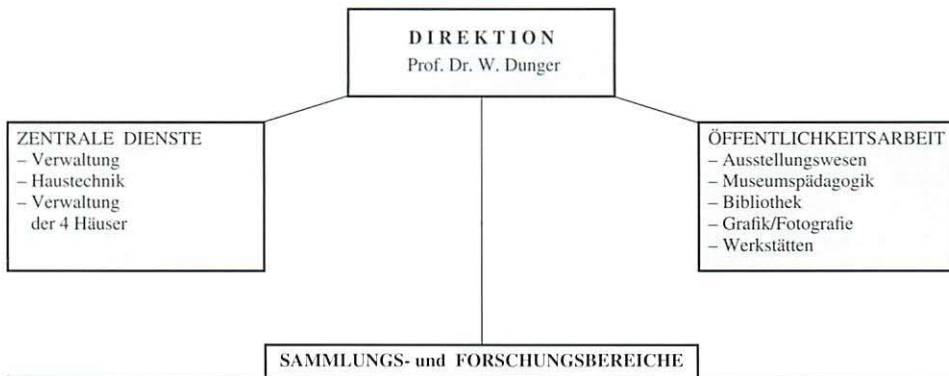 DIREKTION
Prof. Dr. W. Dunger
ZENTRALE DIENSTE
– Verwaltung
– Haustechnik
– Verwaltung
der 4 Häuser
ÖFFENTLICHKEITSARBEIT
– Ausstellungswesen
– Museumspädagogik
– Bibliothek
– Grafik/Fotografie
– Werkstätten
SAMMLUNGS- und FORSCHUNGSBEREICHE